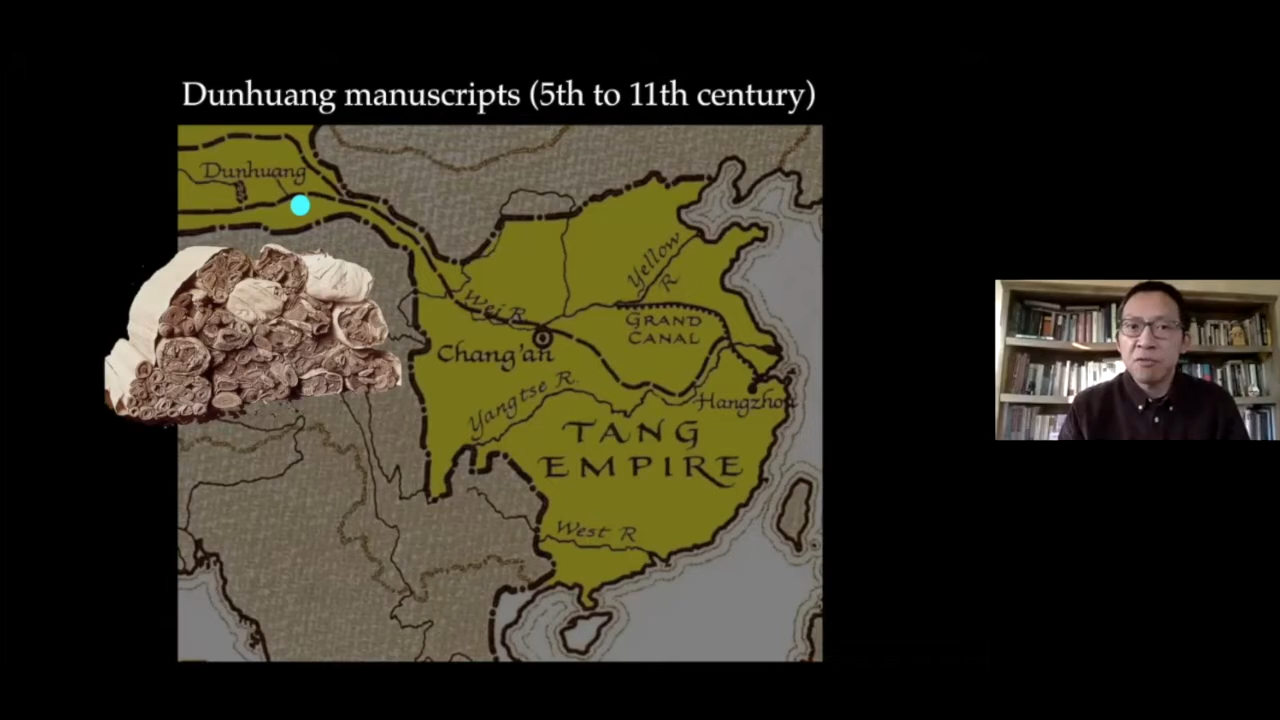 Dunhuang manuscripts (5th to 11th century)
Dunhuang
Yellow
R
Wei R.
GRAND
CANAL
Chang'an
Yangtse R.
Hangzhou
TANG
EMPIRE
West R